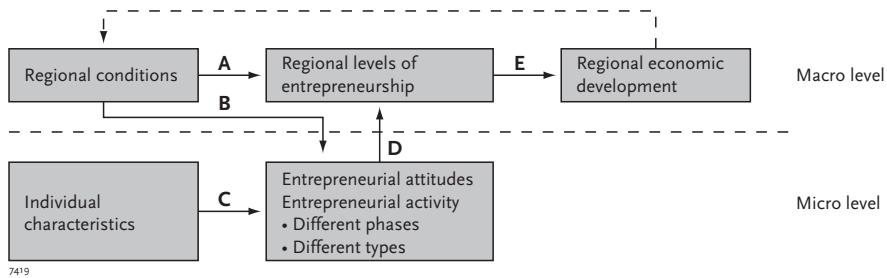 Regional conditions
A
Regional levels of
entrepreneurship
E
Regional economic
development
Macro level
B
D
Individual
characteristics
C
Entrepreneurial attitudes
Entrepreneurial activity
• Different phases
• Different types
Micro level
7419